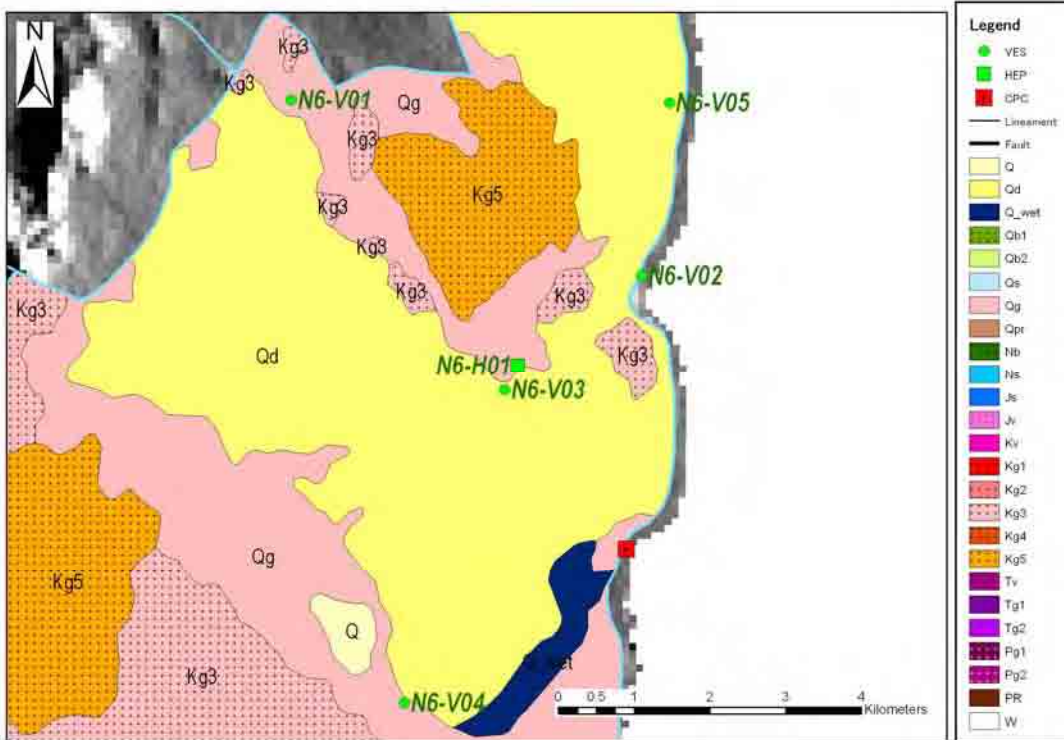 N
Kg3
Kg3
N6-V01
Qg
N6-V05
Kg3
Kg5
Kg3
Kg3
N6-V02
Kg3
Kg3
Kg3
Qd
N6-H01
Kg3
N6-V03
Qg
Kg5
Q
Kg3
N6-V04
0 0.5 1 2 3 4
Kilometers
Legend
VES
HEP
CPC
Lineament
Fault
Q
Qd
Q_wet
Qb1
Qb2
Qs
Qg
Qpr
Nb
Ns
Js
Jv
Kv
Kg1
Kg2
Kg3
Kg4
Kg5
Tv
Tg1
Tg2
Pg1
Pg2
PR
W